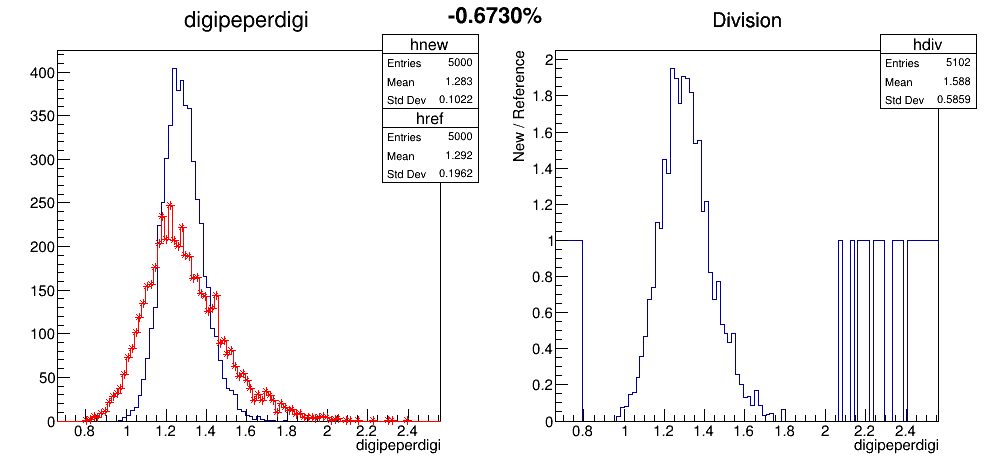 digipeperdigi
-0.6730%
Division
hnew
Entries 5000
Mean 1.283
Std Dev 0.1022
href
Entries 5000
Mean 1.292
Std Dev 0.1962
400
350
300
250
200
150
100
50
0
0.8 1 1.2 1.4 1.6 1.8 2 2.2 2.4
digipeperdigi
hdiv
Entries 5102
Mean 1.588
Std Dev 0.5859
New / Reference
2
1.8
1.6
1.4
1.2
1
0.8
0.6
0.4
0.2
0
0.8 1 1.2 1.4 1.6 1.8 2 2.2 2.4
digipeperdigi